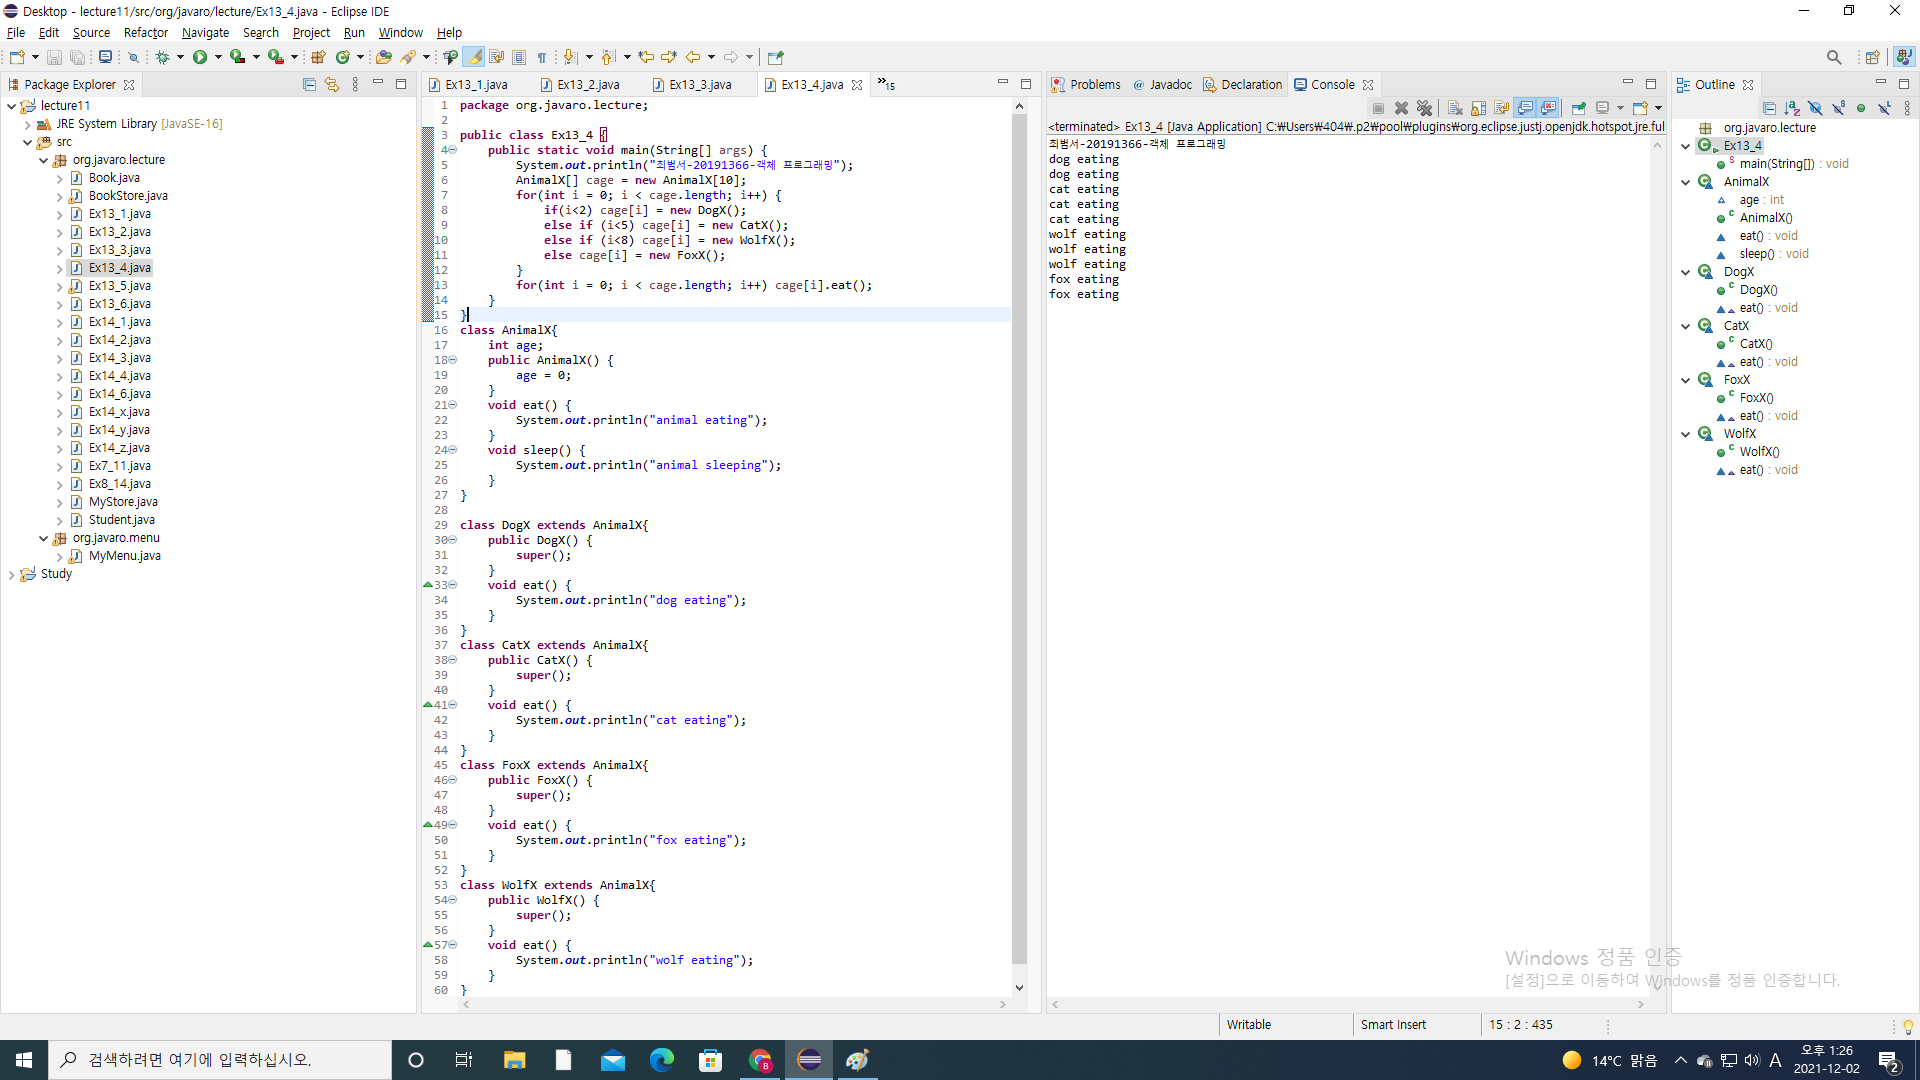 Desktop - lecture11/src/org/javaro/lecture/Ex13_4.java - Eclipse IDE
File Edit Source Refactor Navigate Search Project Run Window Help
Package Explorer
lecture11
JRE System Library [JavaSE-16]
src
org.javaro.lecture
Book.java
BookStore.java
Ex13_1.java
Ex13_2.java
Ex13_3.java
Ex13_4.java
Ex13_5.java
Ex13_6.java
Ex14_1.java
Ex14_2.java
Ex14_3.java
Ex14_4.java
Ex14_6.java
Ex14_x.java
Ex14_y.java
Ex14_z.java
Ex7_11.java
Ex8_14.java
MyStore.java
Student.java
org.javaro.menu
MyMenu.java
Study
Ex13_1.java Ex13_2.java Ex13_3.java Ex13_4.java »15
1 package org.javaro.lecture;
2
3 public class Ex13_4 {
4 public static void main(String[] args) {
5 System.out.println("최범서-20191366-객체 프로그래밍");
6 AnimalX[] cage = new AnimalX[10];
7 for(int i = 0; i < cage.length; i++) {
8 if(i<2) cage[i] = new DogX();
9 else if (i<5) cage[i] = new CatX();
10 else if (i<8) cage[i] = new WolfX();
11 else cage[i] = new FoxX();
12 }
13 for(int i = 0; i < cage.length; i++) cage[i].eat();
14 }
15 }
16 class AnimalX{
17 int age;
18 public AnimalX() {
19 age = 0;
20 }
21 void eat() {
22 System.out.println("animal eating");
23 }
24 void sleep() {
25 System.out.println("animal sleeping");
26 }
27 }
28
29 class DogX extends AnimalX{
30 public DogX() {
31 super();
32 }
33 void eat() {
34 System.out.println("dog eating");
35 }
36 }
37 class CatX extends AnimalX{
38 public CatX() {
39 super();
40 }
41 void eat() {
42 System.out.println("cat eating");
43 }
44 }
45 class FoxX extends AnimalX{
46 public FoxX() {
47 super();
48 }
49 void eat() {
50 System.out.println("fox eating");
51 }
52 }
53 class WolfX extends AnimalX{
54 public WolfX() {
55 super();
56 }
57 void eat() {
58 System.out.println("wolf eating");
59 }
60 }
Problems @ Javadoc Declaration Console
<terminated> Ex13_4 [Java Application] C:₩Users₩404₩.p2₩pool₩plugins₩org.eclipse.justj.openjdk.hotspot.jre.full
최범서-20191366-객체 프로그래밍
dog eating
dog eating
cat eating
cat eating
cat eating
wolf eating
wolf eating
wolf eating
fox eating
fox eating
Outline
org.javaro.lecture
Ex13_4
main(String[]) : void
AnimalX
age : int
AnimalX()
eat() : void
sleep() : void
DogX
DogX()
eat() : void
CatX
CatX()
eat() : void
FoxX
FoxX()
eat() : void
WolfX
WolfX()
eat() : void
Windows 정품 인증
[설정]으로 이동하여 Windows를 정품 인증합니다.
Writable Smart Insert 15 : 2 : 435
검색하려면 여기에 입력하십시오.
14°C 맑음 A 오후 1:26
2021-12-02 2